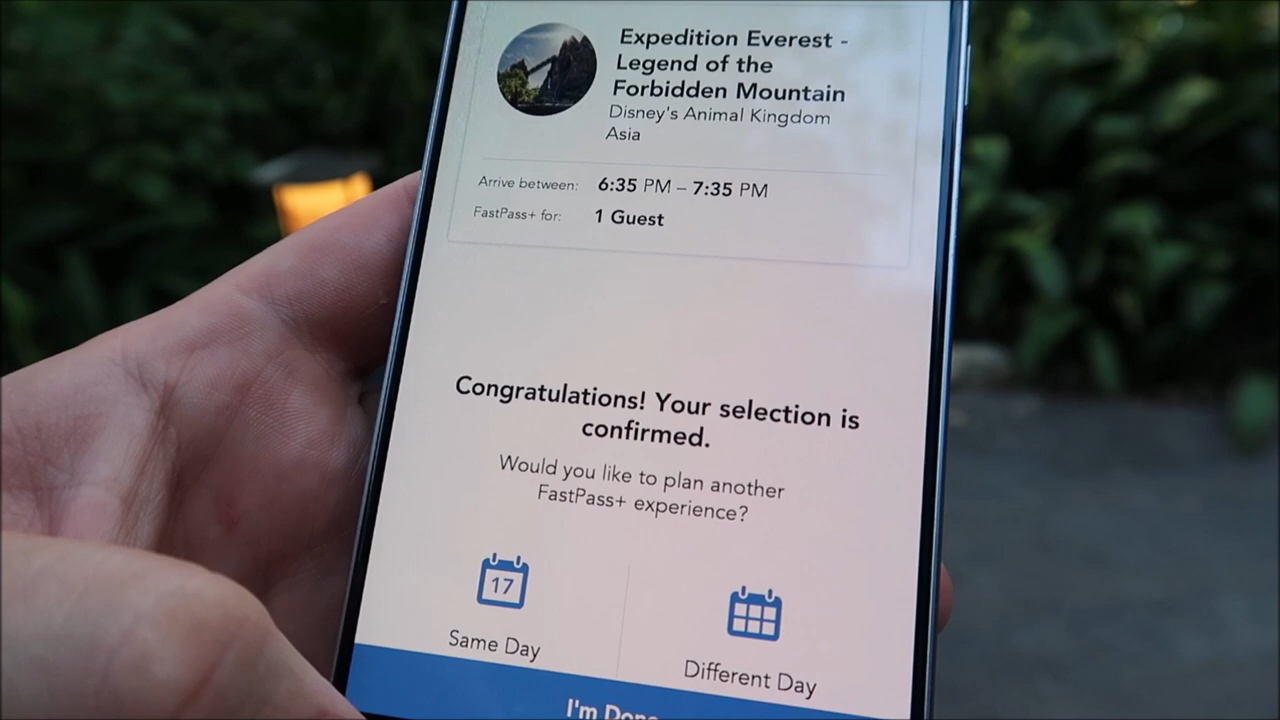 Expedition Everest -
Legend of the
Forbidden Mountain
Disney's Animal Kingdom
Asia
Arrive between: 6:35 PM – 7:35 PM
FastPass+ for: 1 Guest
Congratulations! Your selection is
confirmed.
Would you like to plan another
FastPass+ experience?
17
Same Day
Different Day
I'm Done